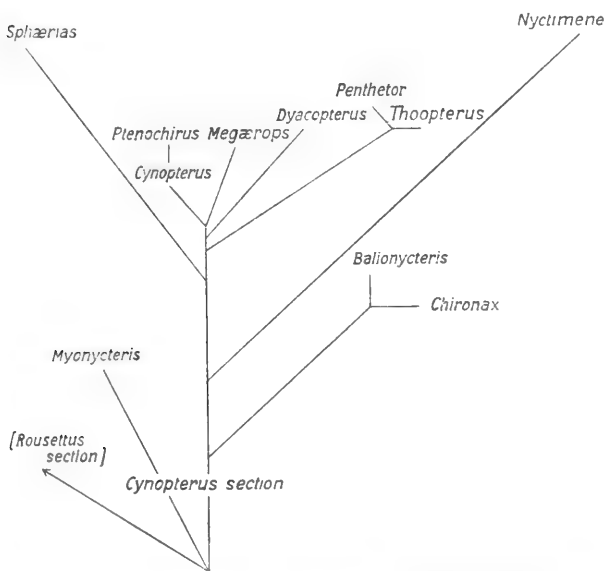 Sphærias
Nyctimene
Penthetor
Dyacopterus
Thoopterus
Ptenochirus
Megærops
Cynopterus
Balionycteris
Chironax
Myonycteris
[Rousettus
section]
Cynopterus section